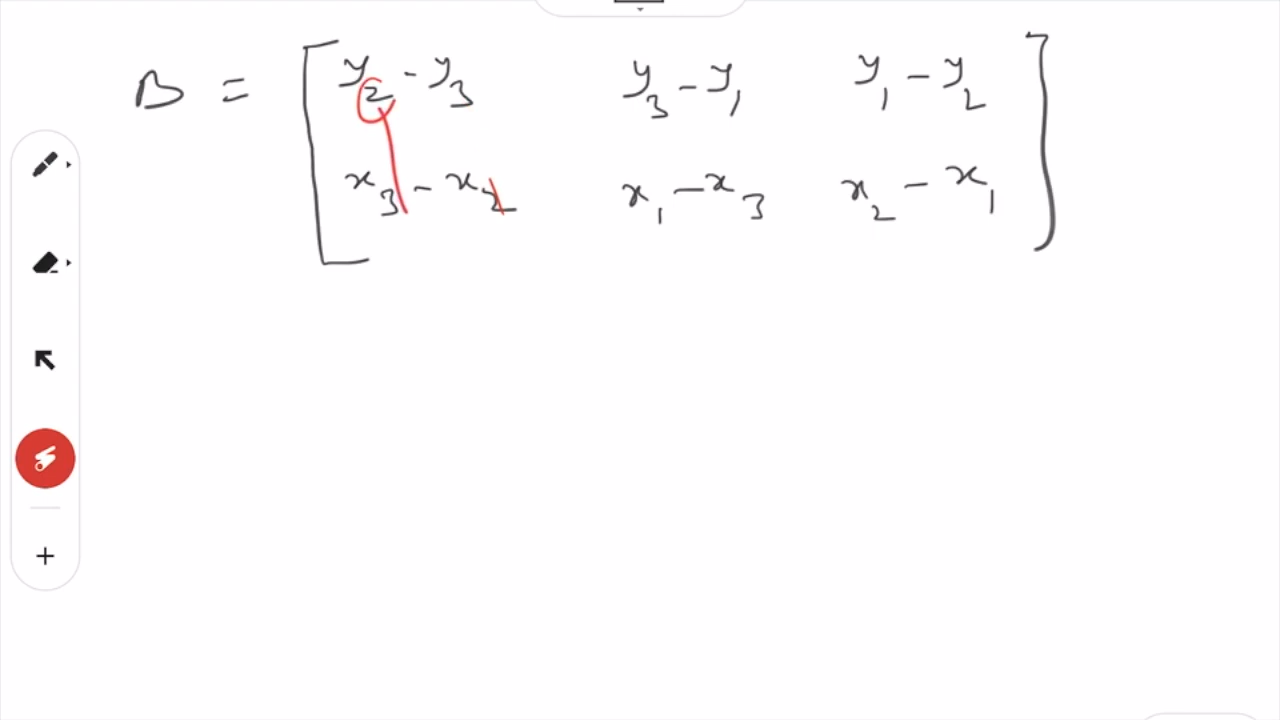 B = [ y₂ - y₃ y₃ - y₁ y₁ - y₂
x₃ - x₂ x₁ - x₃ x₂ - x₁ ]